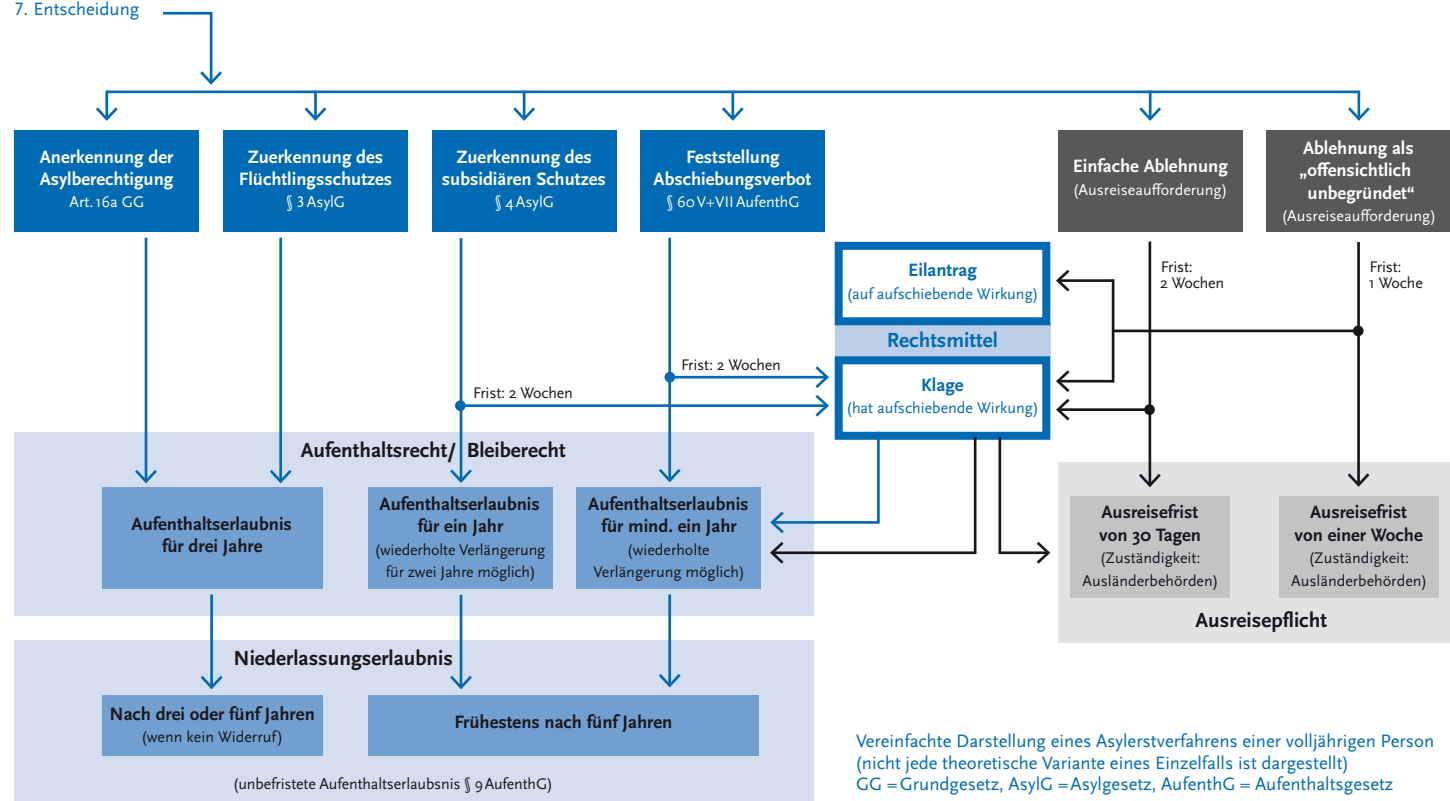 7. Entscheidung
Anerkennung der
Asylberechtigung
Art. 16a GG
Zuerkennung des
Flüchtlingsschutzes
§ 3 AsylG
Zuerkennung des
subsidiären Schutzes
§ 4 AsylG
Feststellung
Abschiebungsverbot
§ 60 V+VII AufenthG
Einfache Ablehnung
(Ausreiseaufforderung)
Ablehnung als
„offensichtlich
unbegründet“
(Ausreiseaufforderung)
Eilantrag
(auf aufschiebende Wirkung)
Rechtsmittel
Klage
(hat aufschiebende Wirkung)
Frist:
2 Wochen
Frist:
1 Woche
Frist: 2 Wochen
Frist: 2 Wochen
Aufenthaltsrecht/ Bleiberecht
Aufenthaltserlaubnis
für drei Jahre
Aufenthaltserlaubnis
für ein Jahr
(wiederholte Verlängerung
für zwei Jahre möglich)
Aufenthaltserlaubnis
für mind. ein Jahr
(wiederholte
Verlängerung möglich)
Ausreisefrist
von 30 Tagen
(Zuständigkeit:
Ausländerbehörden)
Ausreisefrist
von einer Woche
(Zuständigkeit:
Ausländerbehörden)
Ausreisepflicht
Niederlassungserlaubnis
Nach drei oder fünf Jahren
(wenn kein Widerruf)
Frühestens nach fünf Jahren
(unbefristete Aufenthaltserlaubsnis § 9 AufenthG)
Vereinfachte Darstellung eines Asylerstverfahrens einer volljährigen Person
(nicht jede theoretische Variante eines Einzelfalls ist dargestellt)
GG = Grundgesetz, AsylG = Asylgesetz, AufenthG = Aufenthaltsgesetz